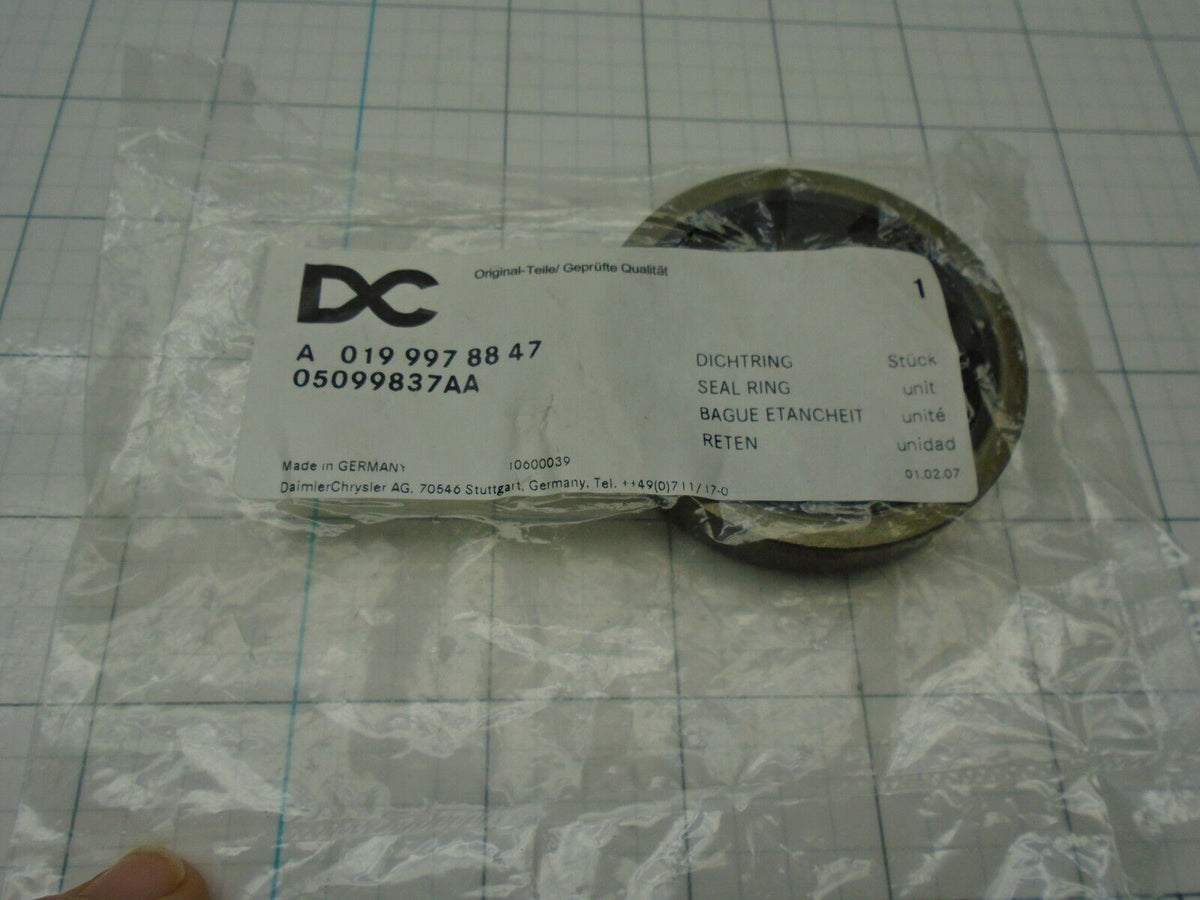 DC
Original-Teile/ Geprüfte Qualität
1
A 019 997 88 47
05099837AA
DICHTRING Stück
SEAL RING unit
BAGUE ETANCHEIT unité
RETEN unidad
Made in GERMANY 10600039
01.02.07
DaimlerChrysler AG, 70546 Stuttgart, Germany, Tel. ++49(0)711/17-0